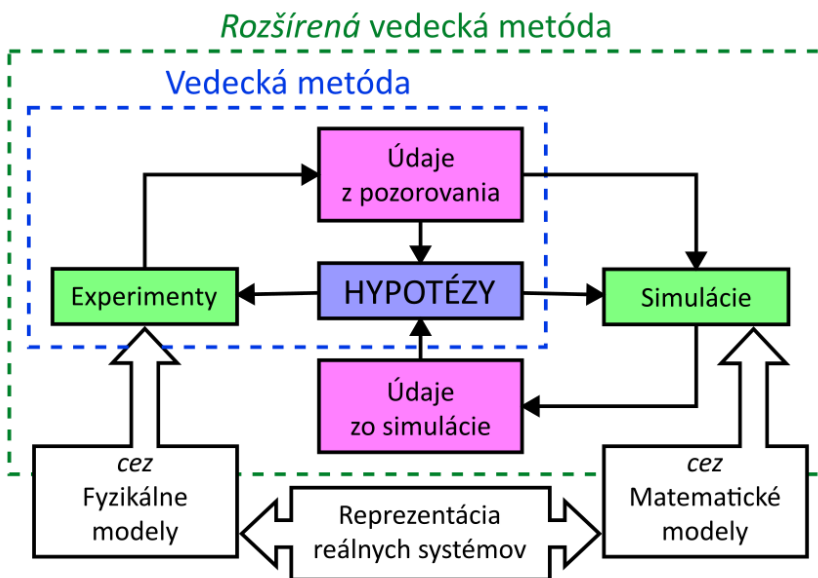 Rozšírená vedecká metóda
Vedecká metóda
Údaje
z pozorovania
Experimenty
HYPOTÉZY
Simulácie
Údaje
zo simulácie
cez
Fyzikálne
modely
Reprezentácia
reálnych systémov
cez
Matematické
modely